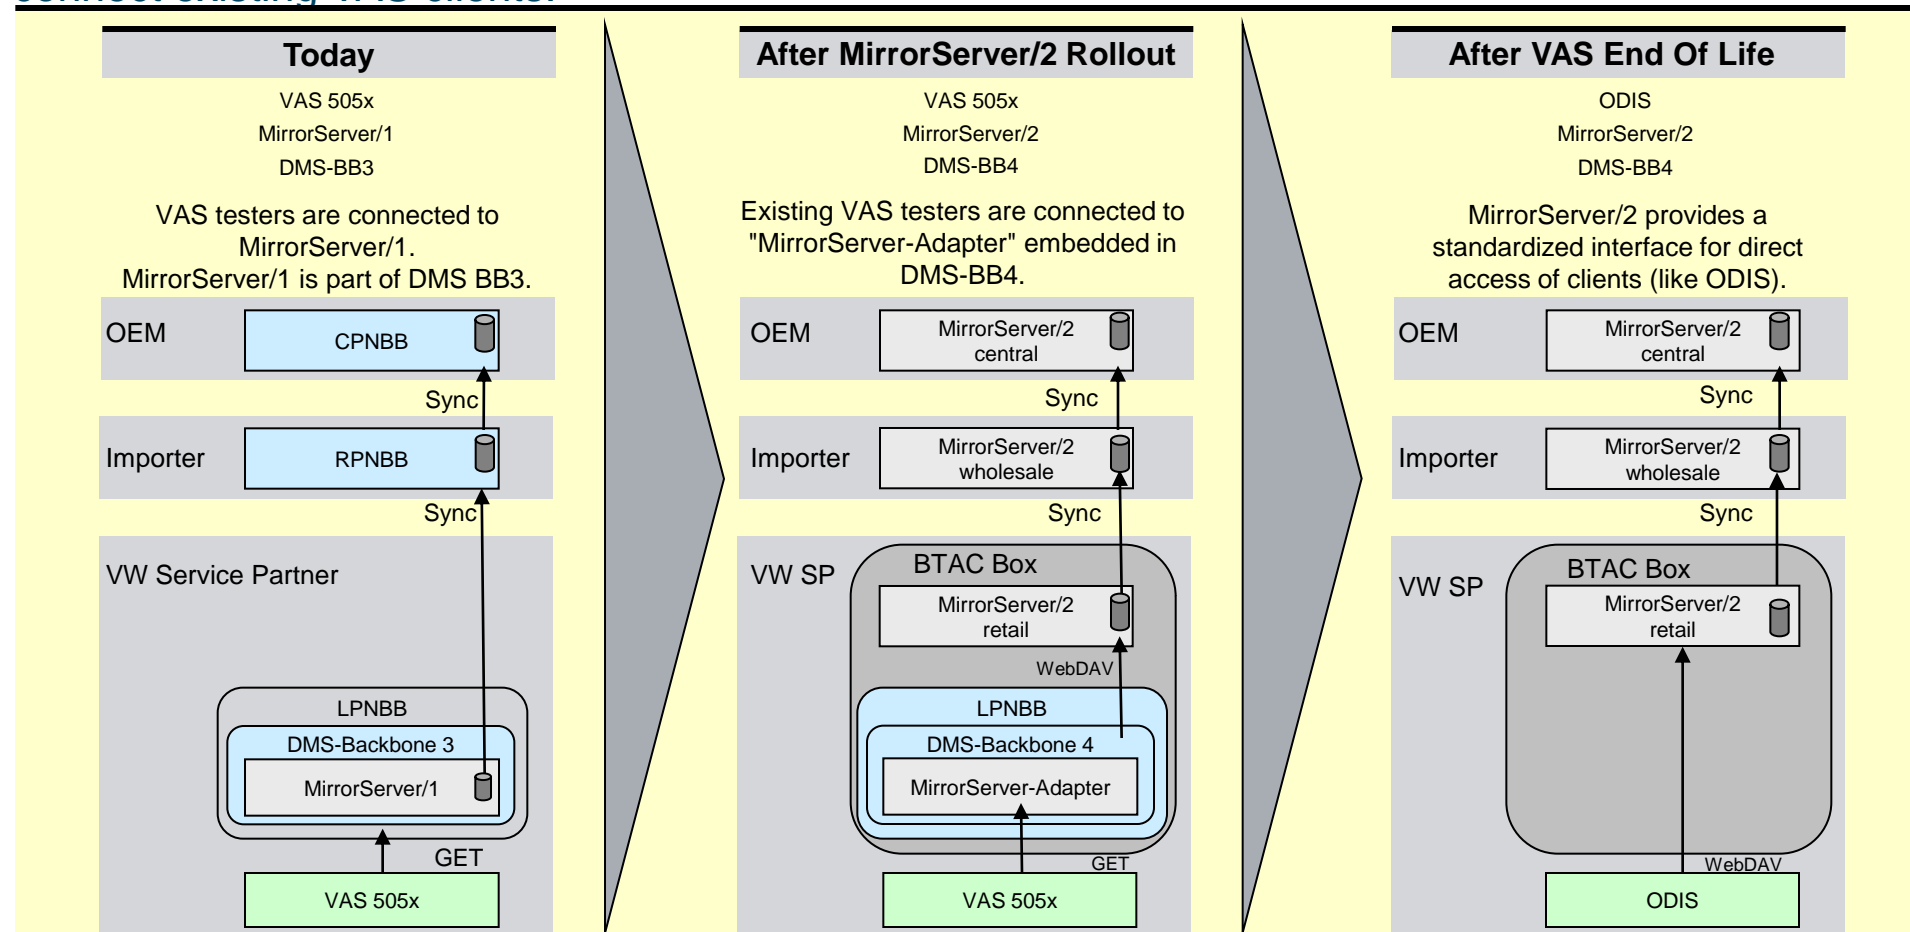 connect existing VAS clients.
Today
VAS 505x
MirrorServer/1
DMS-BB3
VAS testers are connected to
MirrorServer/1.
MirrorServer/1 is part of DMS BB3.
OEM
CPNBB
Sync
Importer
RPNBB
Sync
VW Service Partner
LPNBB
DMS-Backbone 3
MirrorServer/1
GET
VAS 505x
After MirrorServer/2 Rollout
VAS 505x
MirrorServer/2
DMS-BB4
Existing VAS testers are connected to
"MirrorServer-Adapter" embedded in
DMS-BB4.
OEM
MirrorServer/2
central
Sync
Importer
MirrorServer/2
wholesale
Sync
VW SP
BTAC Box
MirrorServer/2
retail
WebDAV
LPNBB
DMS-Backbone 4
MirrorServer-Adapter
GET
VAS 505x
After VAS End Of Life
ODIS
MirrorServer/2
DMS-BB4
MirrorServer/2 provides a
standardized interface for direct
access of clients (like ODIS).
OEM
MirrorServer/2
central
Sync
Importer
MirrorServer/2
wholesale
Sync
VW SP
BTAC Box
MirrorServer/2
retail
WebDAV
ODIS